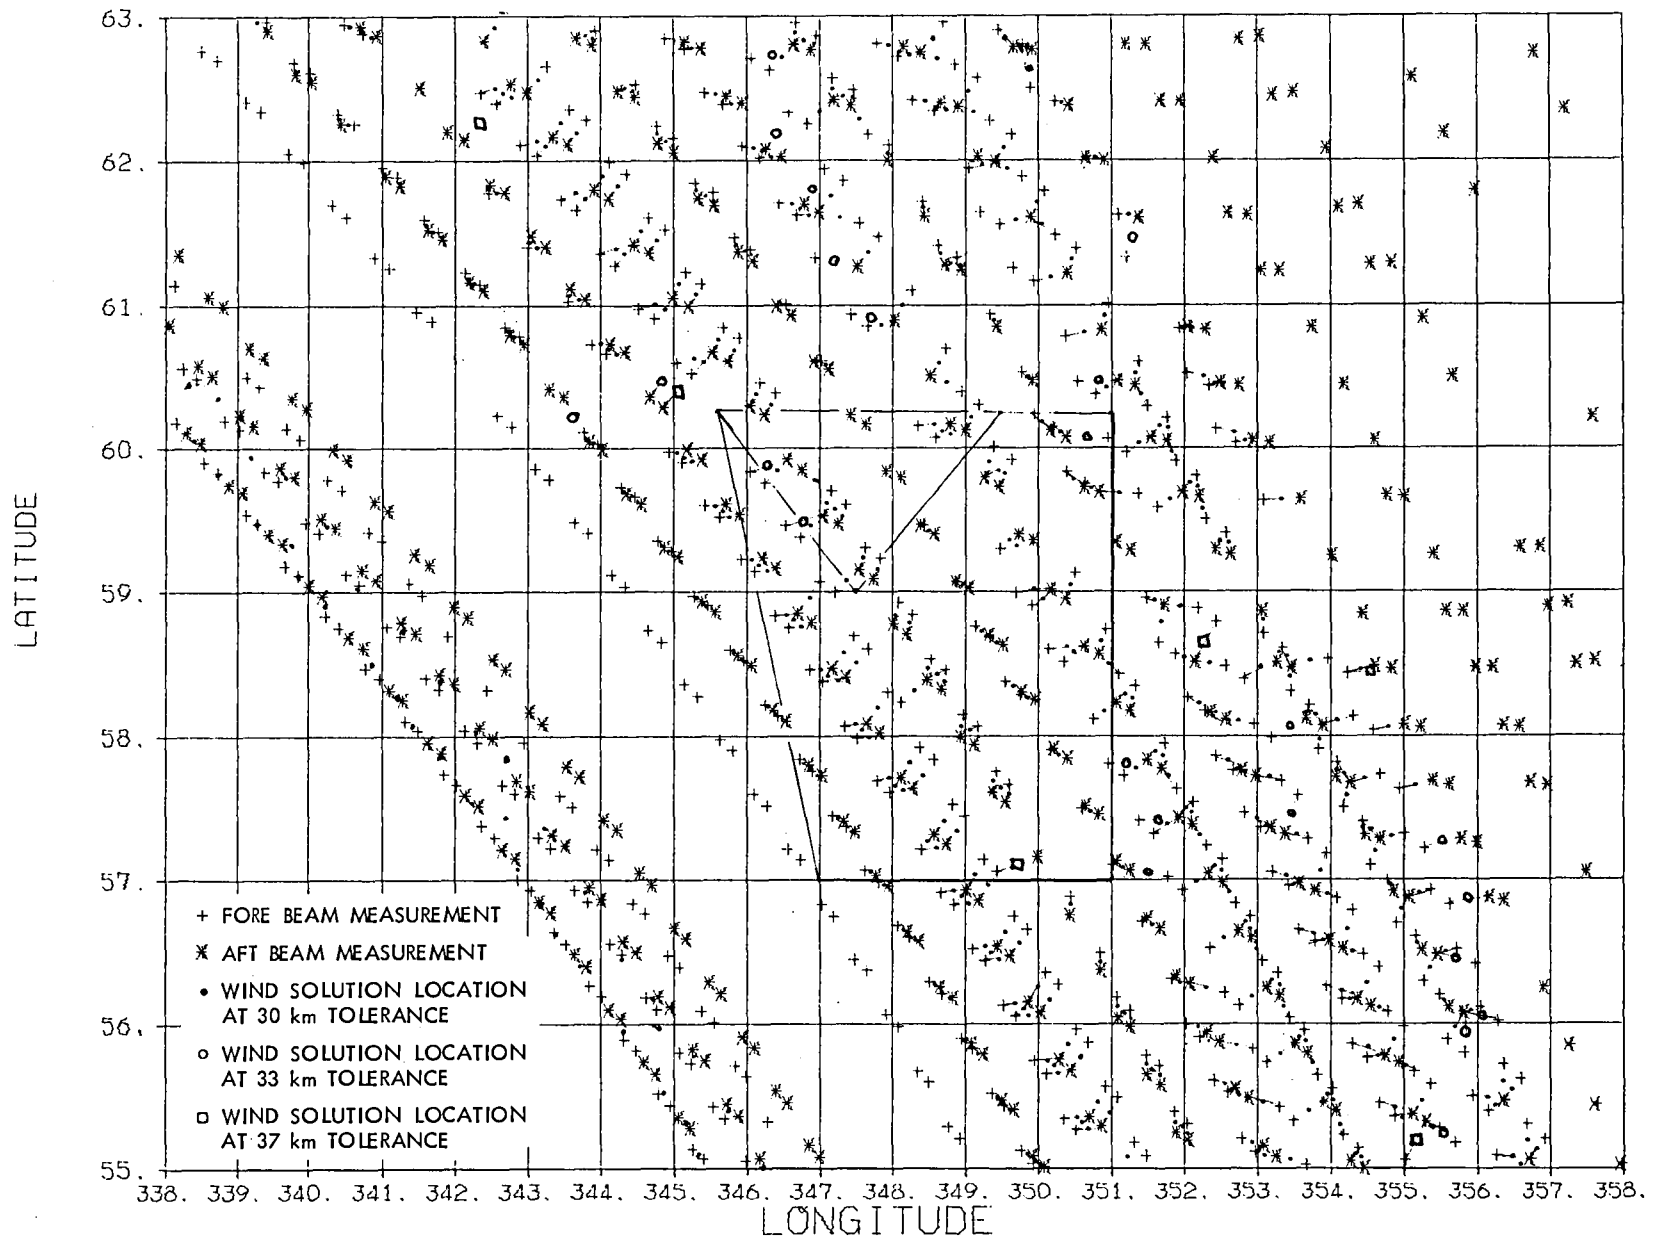 63.
62.
61.
60.
59.
58.
57.
56.
55.
LATITUDE
+ FORE BEAM MEASUREMENT
* AFT BEAM MEASUREMENT
• WIND SOLUTION LOCATION
AT 30 km TOLERANCE
○ WIND SOLUTION LOCATION
AT 33 km TOLERANCE
□ WIND SOLUTION LOCATION
AT 37 km TOLERANCE
338. 339. 340. 341. 342. 343. 344. 345. 346. 347. 348. 349. 350. 351. 352. 353. 354. 355. 356. 357. 358.
LONGITUDE